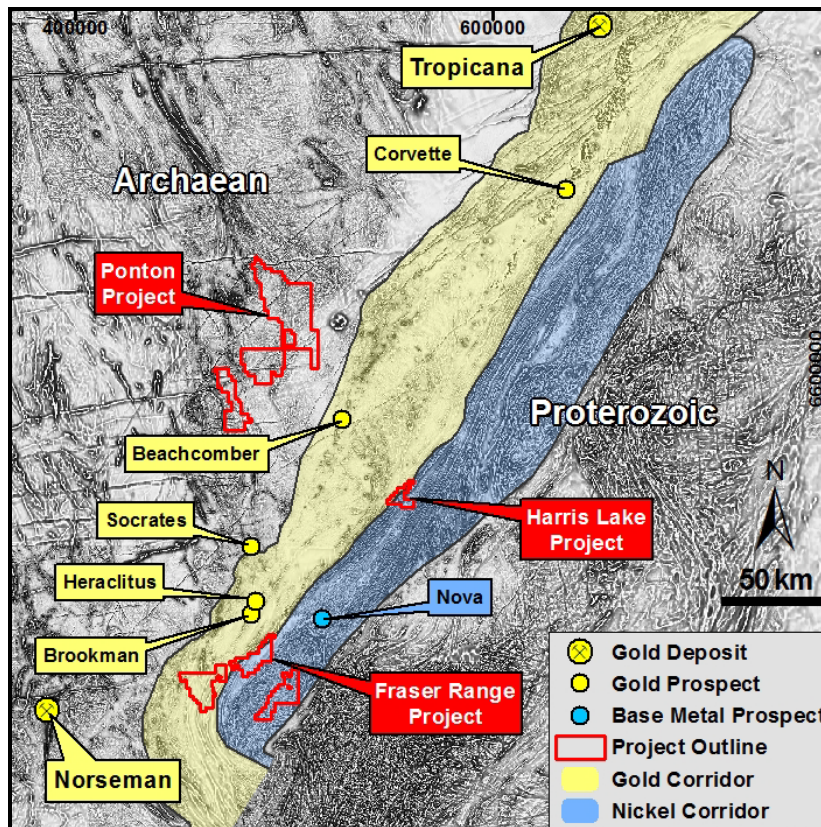 400000
600000
Tropicana
Corvette
Archaean
Ponton
Project
6600000
Proterozoic
Beachcomber
N
Socrates
Harris Lake
Project
50 km
Heraclitus
Nova
Brookman
Fraser Range
Project
Norseman
Gold Deposit
Gold Prospect
Base Metal Prospect
Project Outline
Gold Corridor
Nickel Corridor